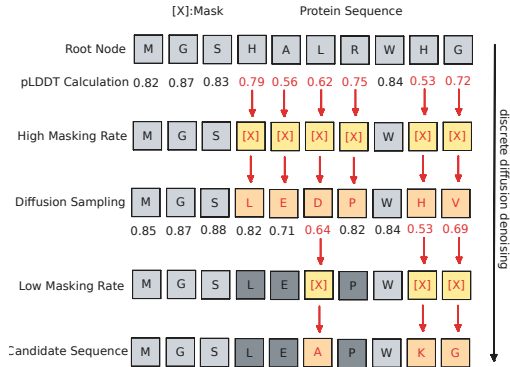 [X]:Mask Protein Sequence
Root Node M G S H A L R W H G
pLDDT Calculation 0.82 0.87 0.83 0.79 0.56 0.62 0.75 0.84 0.53 0.72
High Masking Rate M G S [X] [X] [X] [X] W [X] [X]
Diffusion Sampling M G S L E D P W H V
0.85 0.87 0.88 0.82 0.71 0.64 0.82 0.84 0.53 0.69
Low Masking Rate M G S L E [X] P W [X] [X]
Candidate Sequence M G S L E A P W K G
discrete diffusion denoising